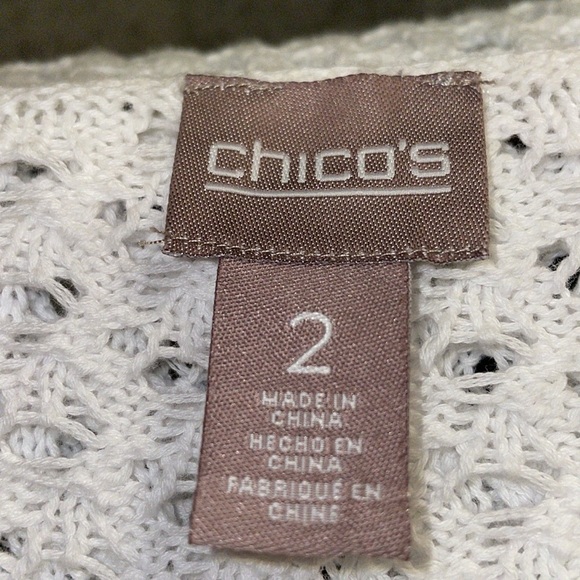 chico's
2
MADE IN
CHINA
HECHO EN
CHINA
FABRIQUÉ EN
CHINE